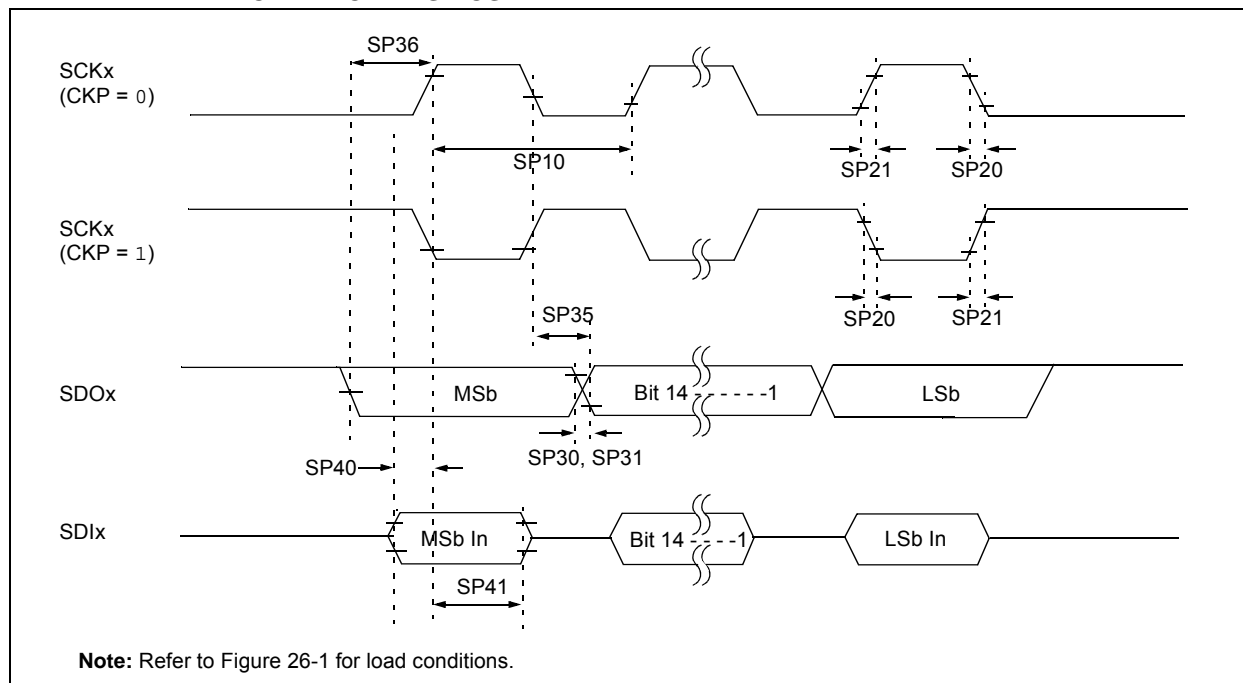 SP36
SCKx
(CKP = 0)
SP10
SP21
SP20
SCKx
(CKP = 1)
SP35
SP20
SP21
SDOx
MSb
Bit 14 - - - - - -1
LSb
SP30, SP31
SP40
SDIx
MSb In
Bit 14 - - - - -1
LSb In
SP41
Note: Refer to Figure 26-1 for load conditions.